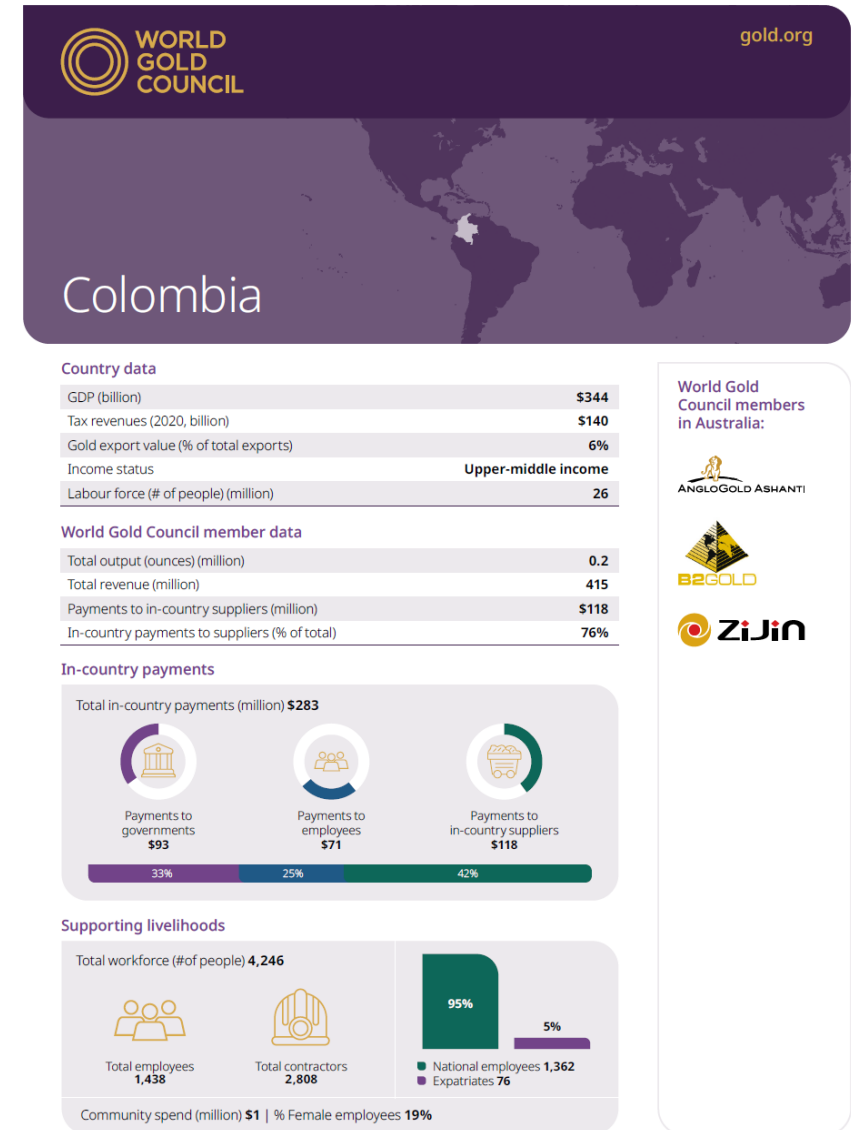 WORLD
GOLD
COUNCIL
gold.org
Colombia
Country data
GDP (billion) $344
Tax revenues (2020, billion) $140
Gold export value (% of total exports) 6%
Income status Upper-middle income
Labour force (# of people) (million) 26
World Gold Council member data
Total output (ounces) (million) 0.2
Total revenue (million) 415
Payments to in-country suppliers (million) $118
In-country payments to suppliers (% of total) 76%
In-country payments
Total in-country payments (million) $283
Payments to
governments
$93
Payments to
employees
$71
Payments to
in-country suppliers
$118
33% 25% 42%
Supporting livelihoods
Total workforce (#of people) 4,246
Total employees
1,438
Total contractors
2,808
95%
5%
National employees 1,362
Expatriates 76
Community spend (million) $1 | % Female employees 19%
World Gold
Council members
in Australia:
ANGLOGOLD ASHANTI
B2GOLD
ZiJin